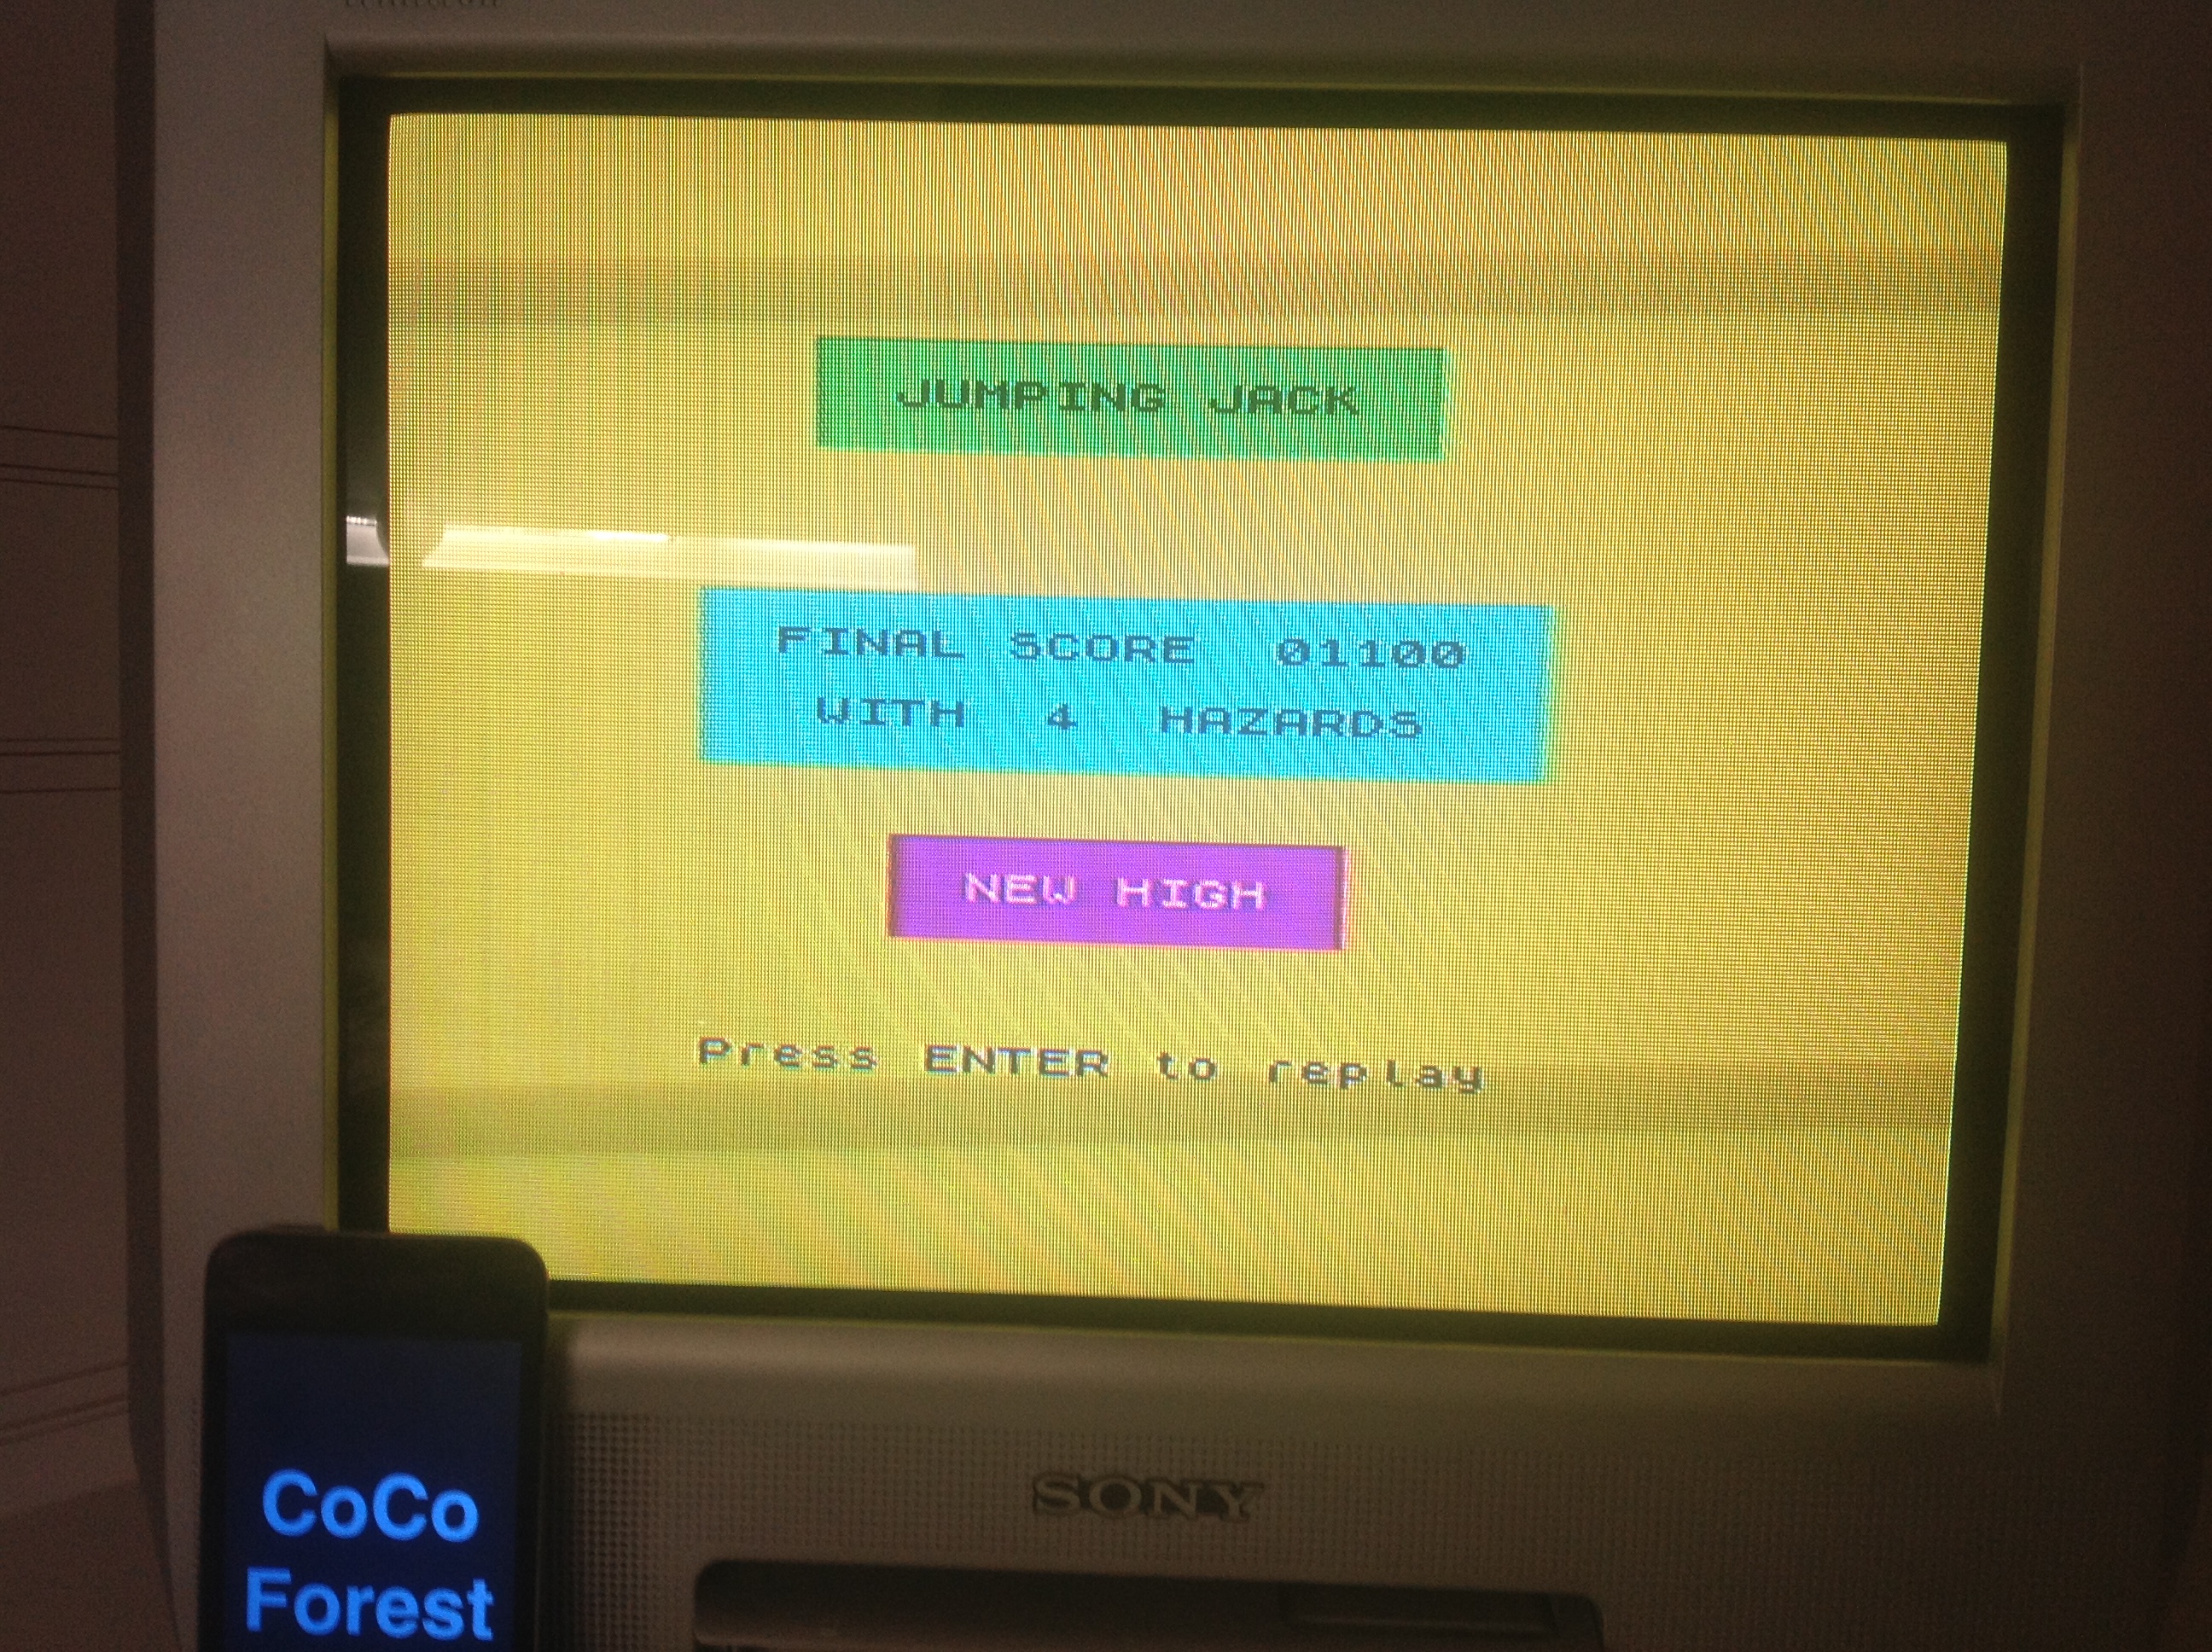 JUMPING JACK
FINAL SCORE 01100
WITH 4 HAZARDS
NEW HIGH
Press ENTER to replay
SONY
CoCo
Forest